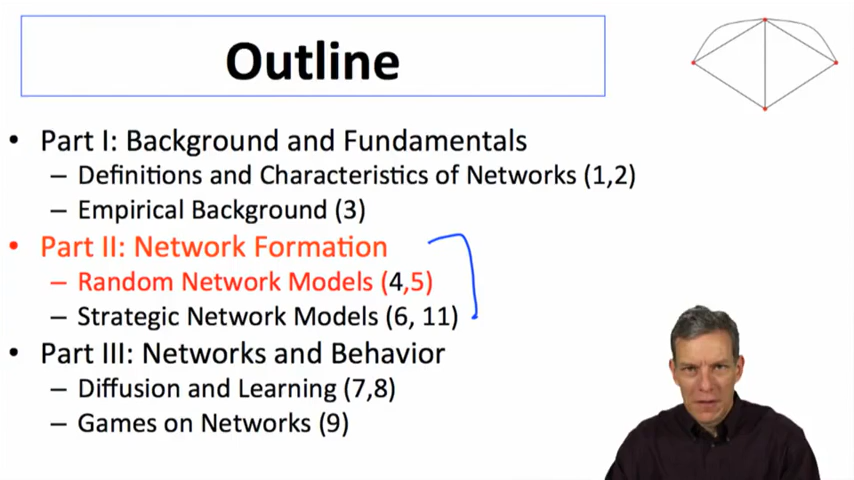 Outline
• Part I: Background and Fundamentals
– Definitions and Characteristics of Networks (1,2)
– Empirical Background (3)
• Part II: Network Formation
– Random Network Models (4,5)
– Strategic Network Models (6, 11)
• Part III: Networks and Behavior
– Diffusion and Learning (7,8)
– Games on Networks (9)